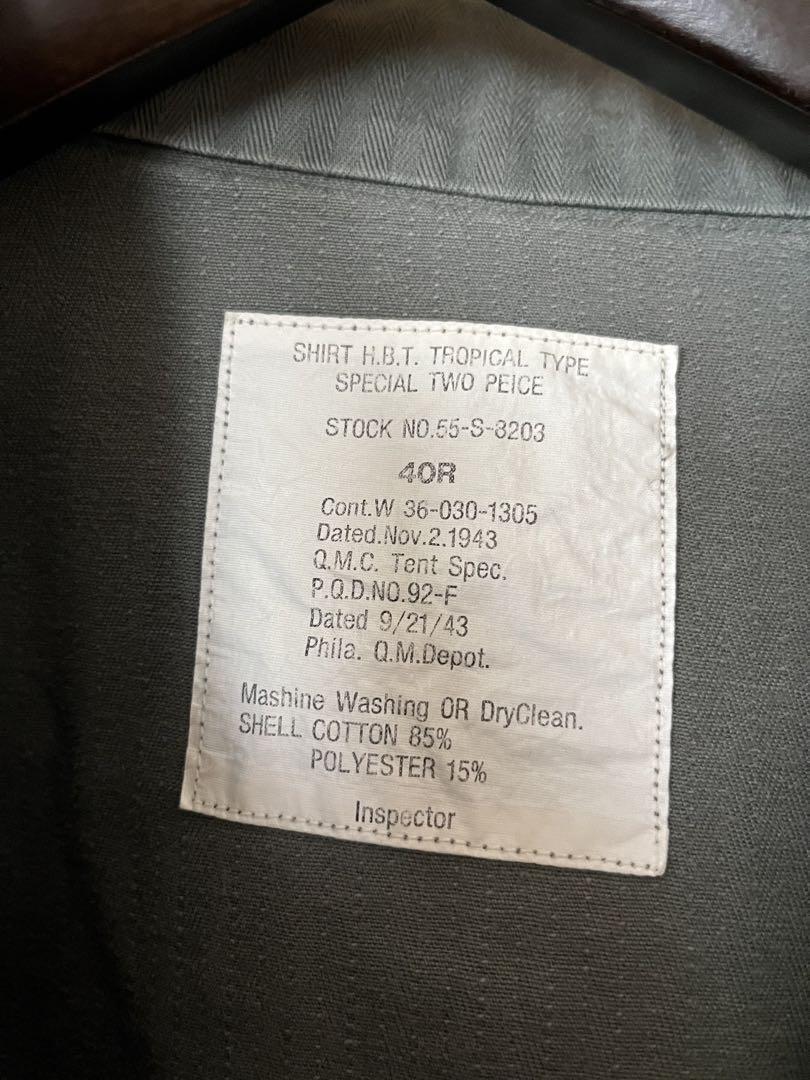 SHIRT H.B.T. TROPICAL TYPE
SPECIAL TWO PEICE
STOCK NO.55-S-8203
40R
Cont.W 36-030-1305
Dated.Nov.2.1943
Q.M.C. Tent Spec.
P.Q.D.NO.92-F
Dated 9/21/43
Phila. Q.M.Depot.
Mashine Washing OR DryClean.
SHELL COTTON 85%
POLYESTER 15%
Inspector